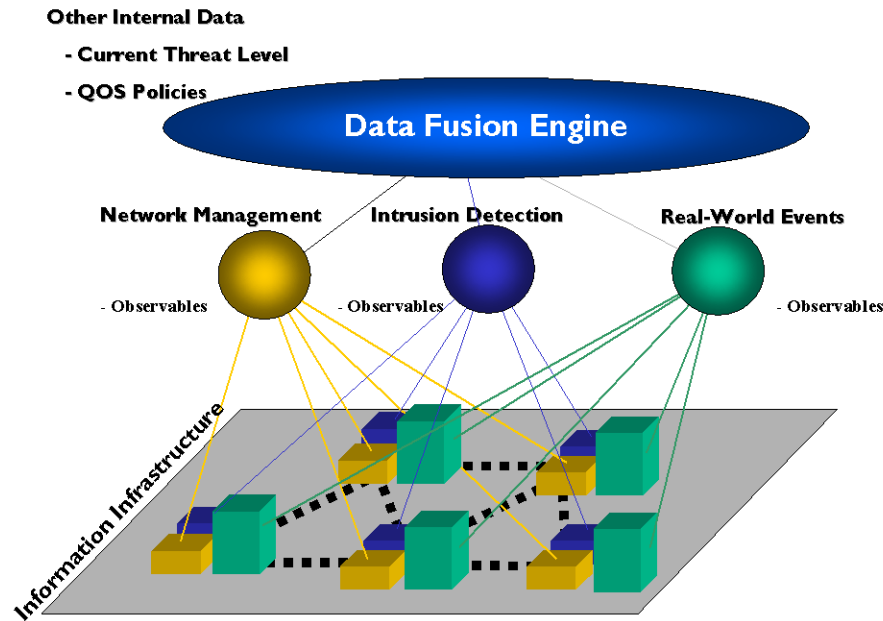 Other Internal Data
- Current Threat Level
- QOS Policies
Data Fusion Engine
Network Management
Intrusion Detection
Real-World Events
- Observables
- Observables
- Observables
Information Infrastructure